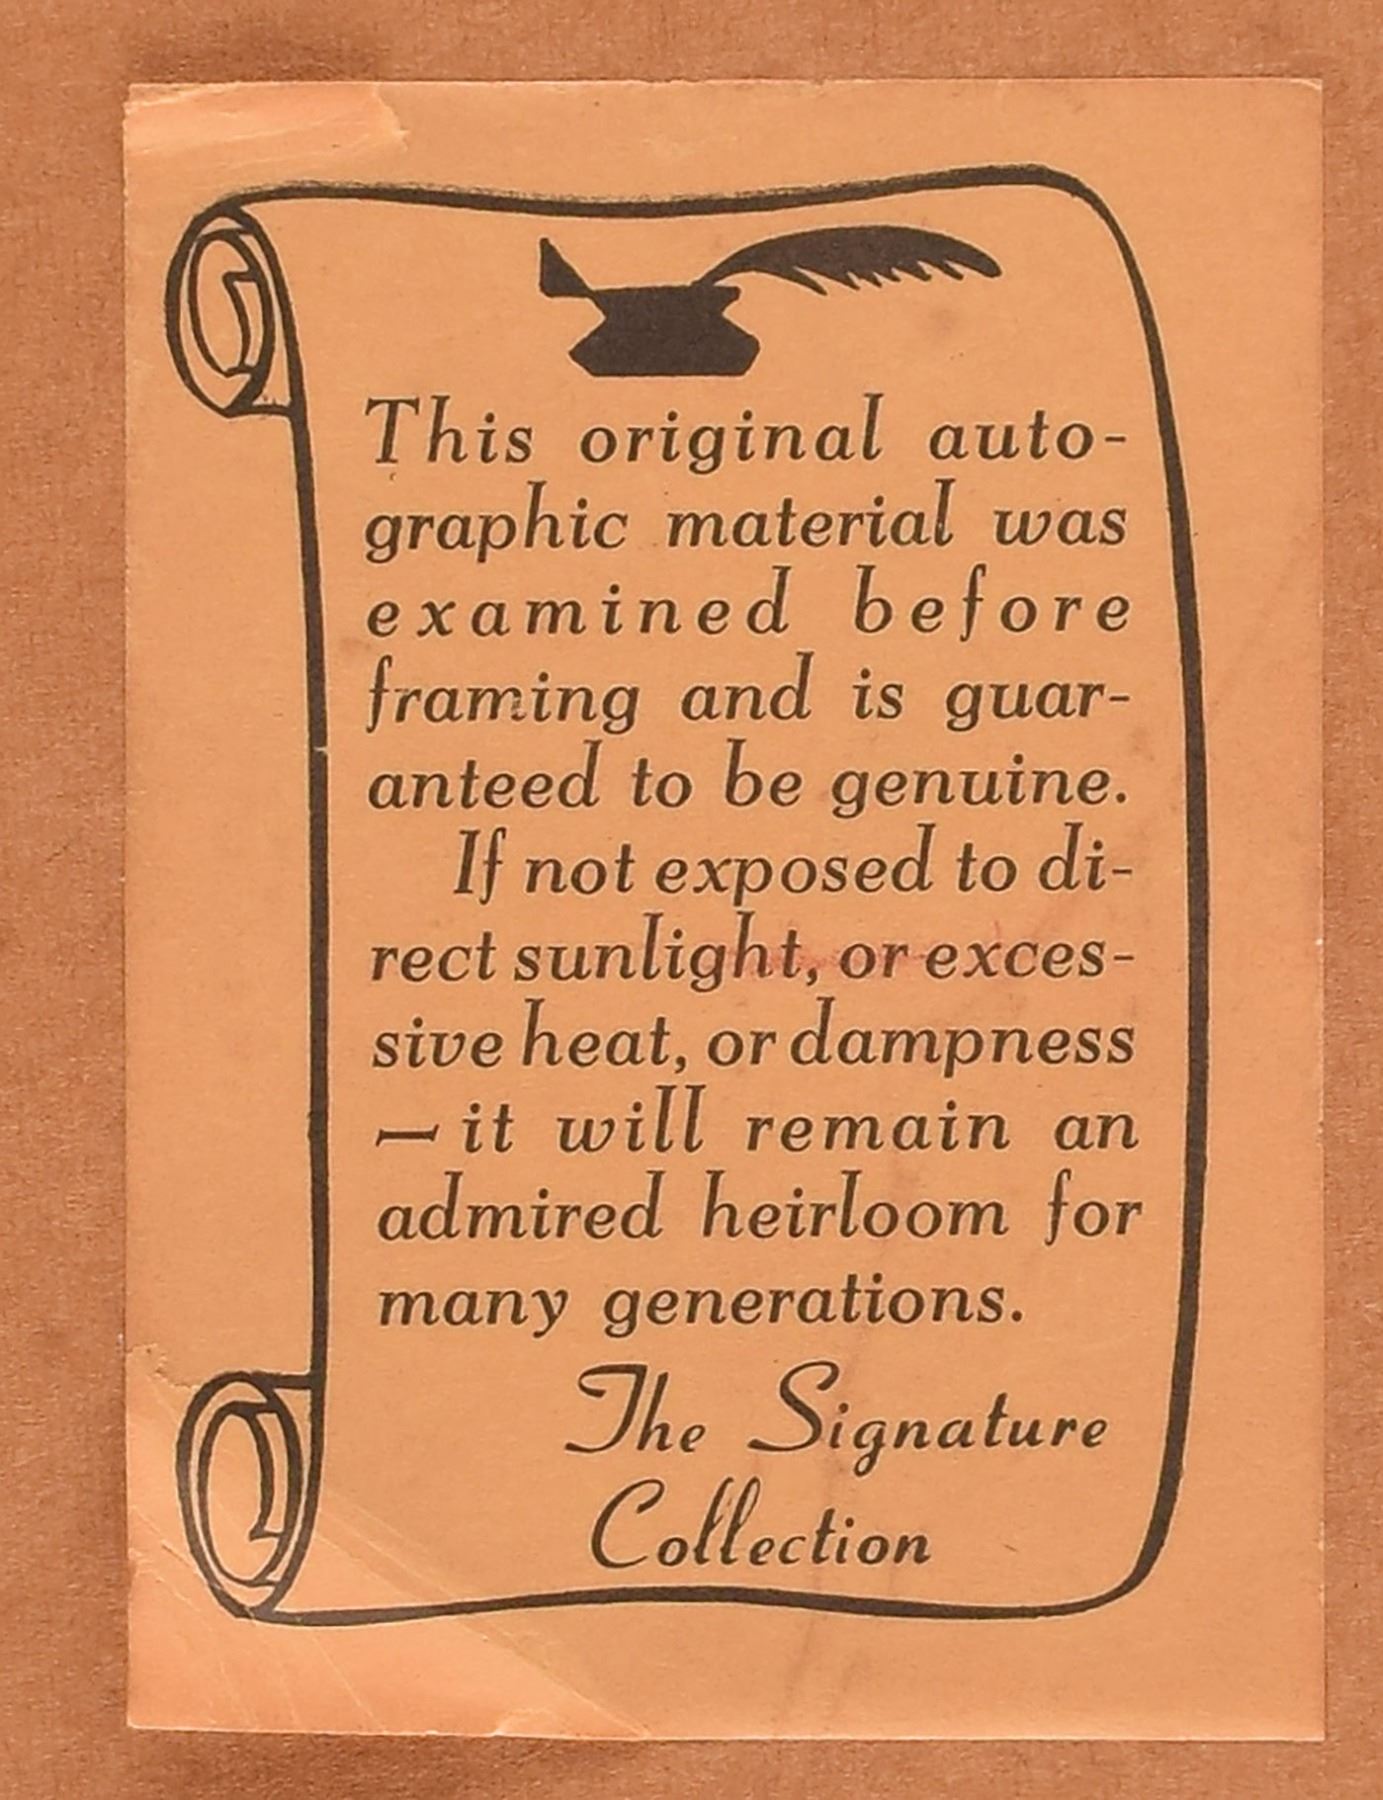 This original auto-
graphic material was
examined before
framing and is guar-
anteed to be genuine.
If not exposed to di-
rect sunlight, or exces-
sive heat, or dampness
— it will remain an
admired heirloom for
many generations.
The Signature
Collection